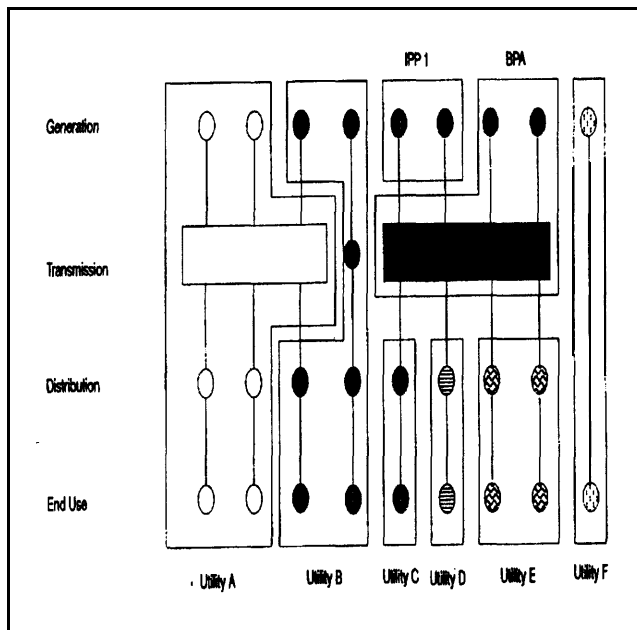 IPP 1 BPA
Generation
Transmission
Distribution
End Use
Utility A Utility B Utility C Utility D Utility E Utility F